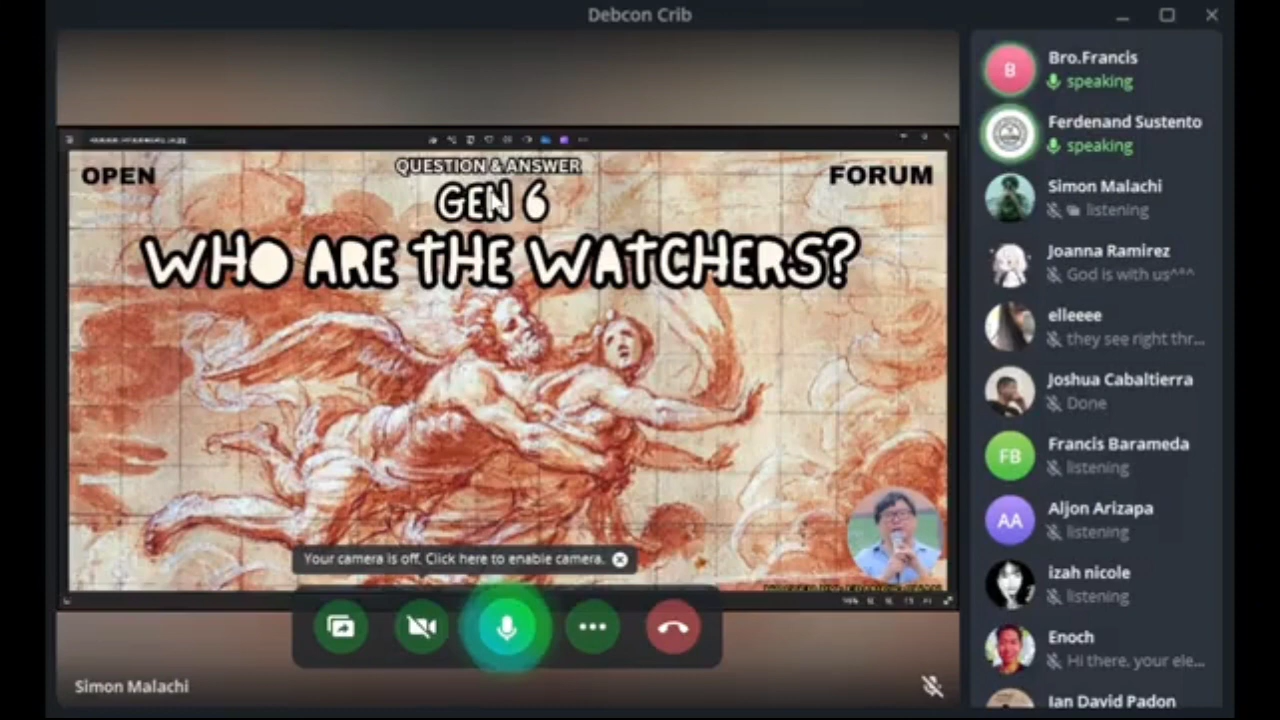 Debcon Crib
OPEN
QUESTION & ANSWER
FORUM
GEN 6
WHO ARE THE WATCHERS?
Your camera is off. Click here to enable camera.
Simon Malachi
B
Bro.Francis
speaking
Ferdenand Sustento
speaking
Simon Malachi
listening
Joanna Ramirez
God is with us^^^
elleeee
they see right thr...
Joshua Cabaltierra
Done
FB
Francis Barameda
listening
AA
Aljon Arizapa
listening
izah nicole
listening
Enoch
Hi there, your ele...
Ian David Padon